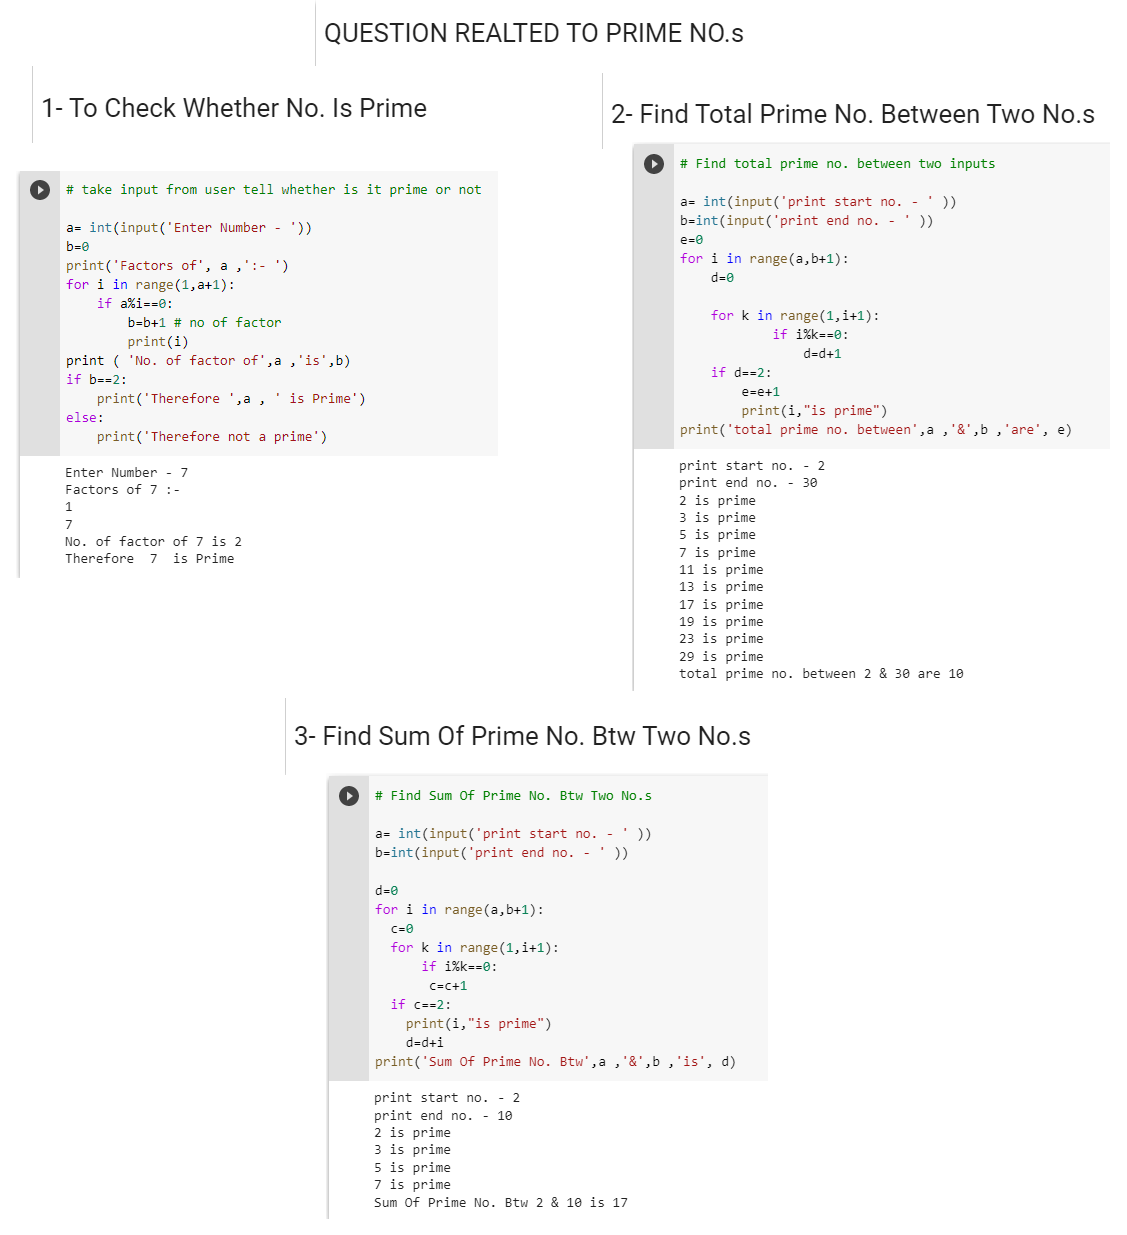 QUESTION REALTED TO PRIME NO.s
1- To Check Whether No. Is Prime
# take input from user tell whether is it prime or not
a= int(input('Enter Number - '))
b=0
print('Factors of', a ,':- ')
for i in range(1,a+1):
    if a%i==0:
        b=b+1 # no of factor
        print(i)
print ( 'No. of factor of',a ,'is',b)
if b==2:
    print('Therefore ',a , ' is Prime')
else:
    print('Therefore not a prime')
Enter Number - 7
Factors of 7 :-
1
7
No. of factor of 7 is 2
Therefore  7  is Prime
2- Find Total Prime No. Between Two No.s
# Find total prime no. between two inputs
a= int(input('print start no. - ' ))
b=int(input('print end no. - ' ))
e=0
for i in range(a,b+1):
    d=0
    for k in range(1,i+1):
            if i%k==0:
                d=d+1
    if d==2:
        e=e+1
        print(i,"is prime")
print('total prime no. between',a ,'&',b ,'are', e)
print start no. - 2
print end no. - 30
2 is prime
3 is prime
5 is prime
7 is prime
11 is prime
13 is prime
17 is prime
19 is prime
23 is prime
29 is prime
total prime no. between 2 & 30 are 10
3- Find Sum Of Prime No. Btw Two No.s
# Find Sum Of Prime No. Btw Two No.s
a= int(input('print start no. - ' ))
b=int(input('print end no. - ' ))
d=0
for i in range(a,b+1):
  c=0
  for k in range(1,i+1):
      if i%k==0:
       c=c+1
  if c==2:
    print(i,"is prime")
    d=d+i
print('Sum Of Prime No. Btw',a ,'&',b ,'is', d)
print start no. - 2
print end no. - 10
2 is prime
3 is prime
5 is prime
7 is prime
Sum Of Prime No. Btw 2 & 10 is 17